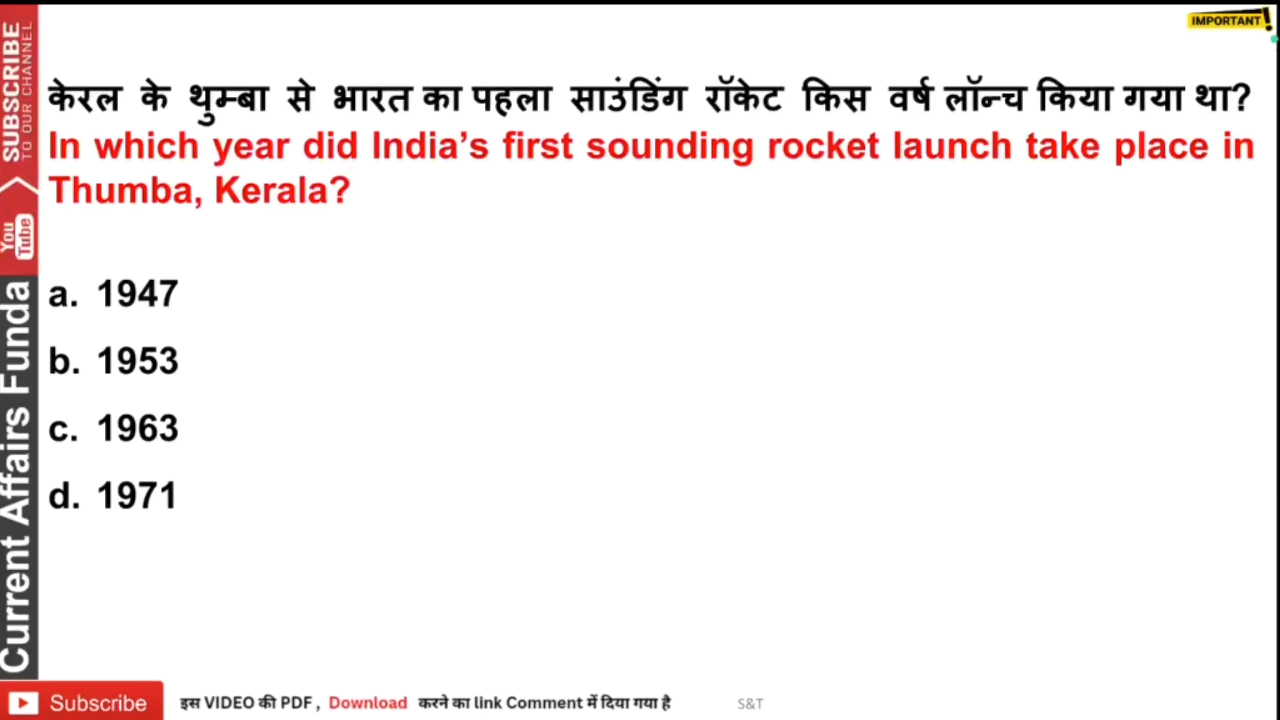 IMPORTANT!
केरल के थुम्बा से भारत का पहला साउंडिंग रॉकेट किस वर्ष लॉन्च किया गया था?
In which year did India’s first sounding rocket launch take place in
Thumba, Kerala?
a. 1947
b. 1953
c. 1963
d. 1971
SUBSCRIBE
TO OUR CHANNEL
You
Tube
Current Affairs Funda
Subscribe
इस VIDEO की PDF , Download करने का link Comment में दिया गया है
S&T